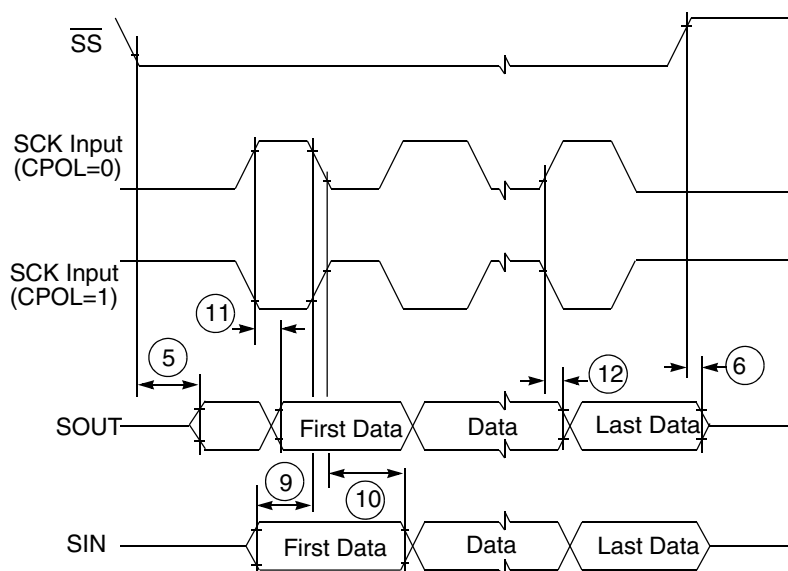 SS
SCK Input
(CPOL=0)
SCK Input
(CPOL=1)
11
5
12
6
SOUT
First Data
Data
Last Data
9
10
SIN
First Data
Data
Last Data